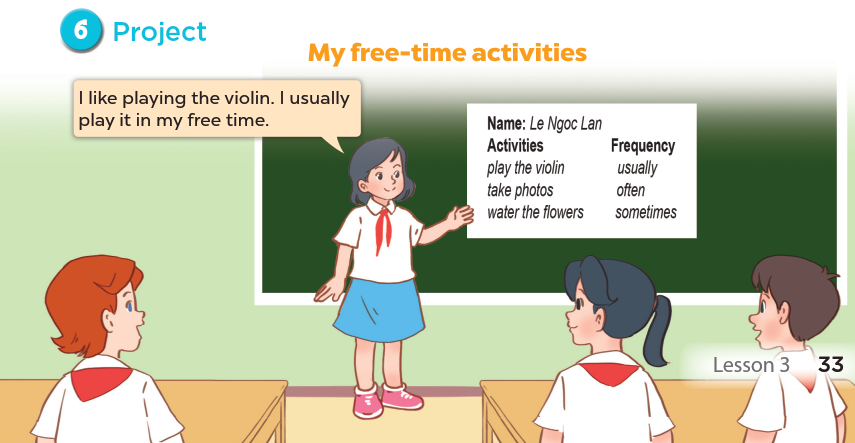 6 Project
My free-time activities
I like playing the violin. I usually
play it in my free time.
Name: Le Ngoc Lan
Activities Frequency
play the violin usually
take photos often
water the flowers sometimes
Lesson 3 33